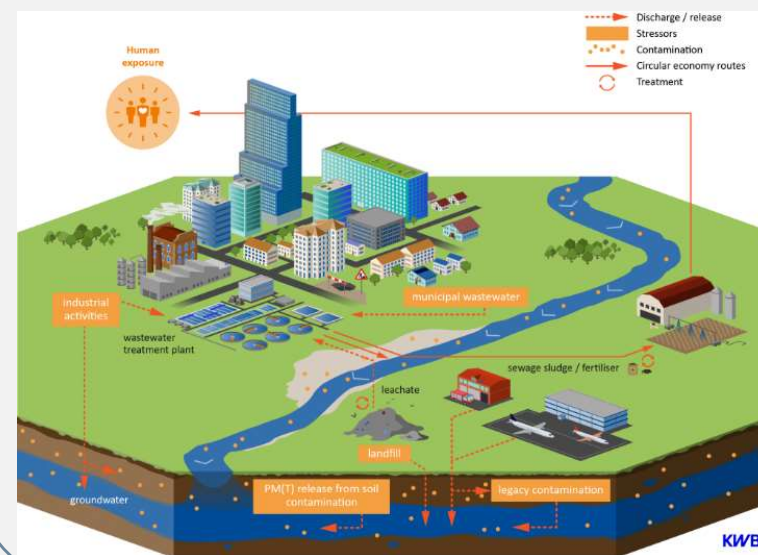 Discharge / release
Stressors
Contamination
Circular economy routes
Treatment
Human
exposure
industrial
activities
municipal wastewater
wastewater
treatment plant
sewage sludge / fertiliser
leachate
landfill
PM(T) release from soil
contamination
legacy contamination
groundwater
KWB